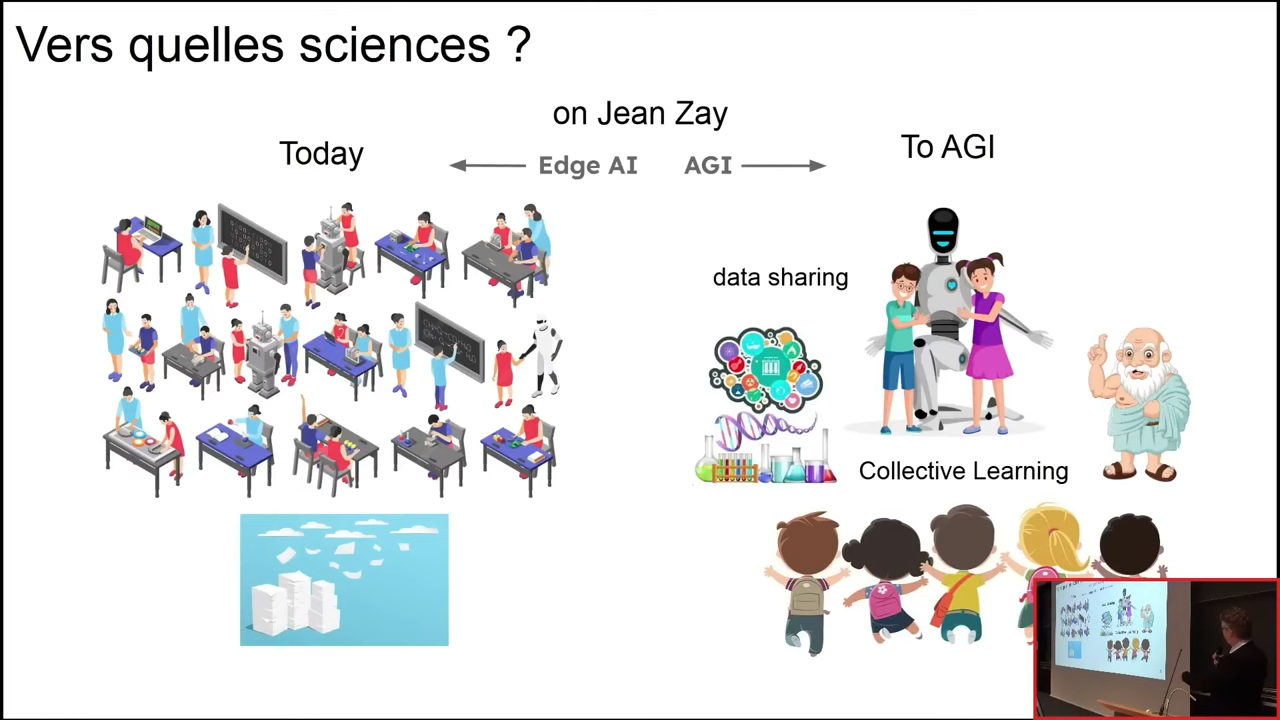 Vers quelles sciences ?
on Jean Zay
Today
Edge AI
AGI
To AGI
data sharing
Collective Learning